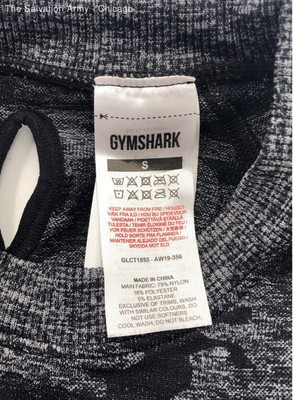 The Salvation Army - Chicago
GYMSHARK
S
KEEP AWAY FROM FIRE / HOLDES
VÆK FRA ILD / HOU BIJ OPEN VUUR
VANDAAN / PIDETTÄVÄ ETÄÄLLÄ
TULESTA / TENIR ÉLOIGNÉ DU FEU /
VOR FEUER SCHÜTZEN /
HOLD BORTE FRA FLAMMER /
MANTENER ALEJADO DEL FUEGO /
SKYDDA MOT ELD
GLCT1855 - AW19-356
MADE IN CHINA
MAIN FABRIC: 79% NYLON
16% POLYESTER
5% ELASTANE
EXCLUSIVE OF TRIMS. WASH
WITH SIMILAR COLOURS. DO
NOT USE SOFTNERS
COOL WASH, DO NOT BLEACH.